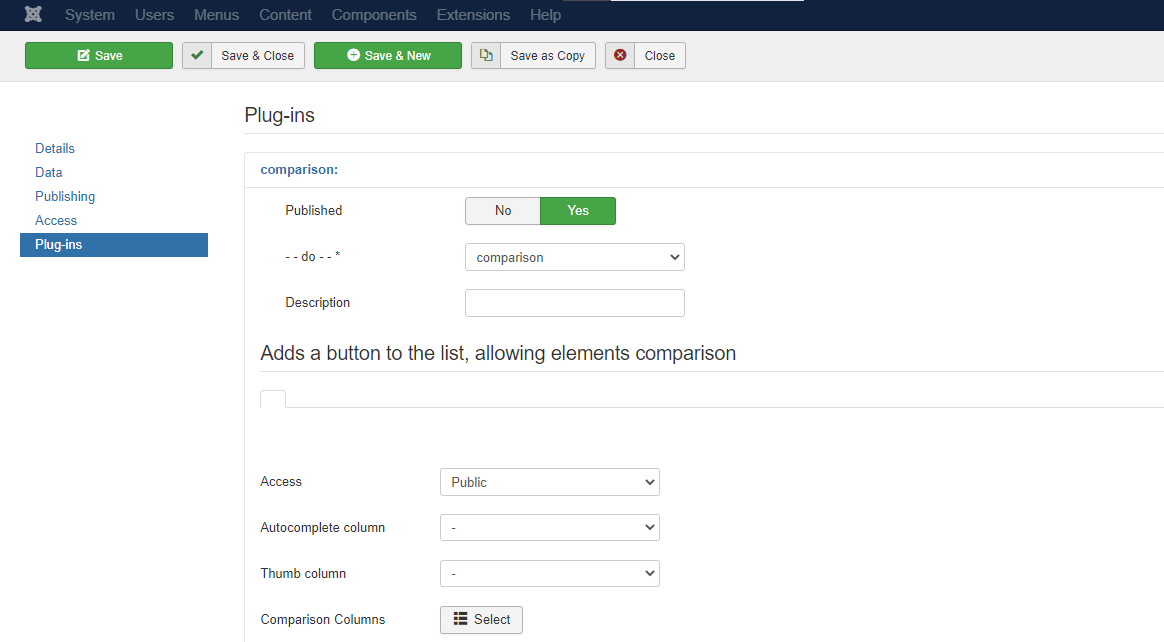 System Users Menus Content Components Extensions Help
Save Save & Close Save & New Save as Copy Close
Plug-ins
Details
Data
Publishing
Access
Plug-ins
comparison:
Published No Yes
- - do - - * comparison
Description
Adds a button to the list, allowing elements comparison
Access Public
Autocomplete column -
Thumb column -
Comparison Columns Select